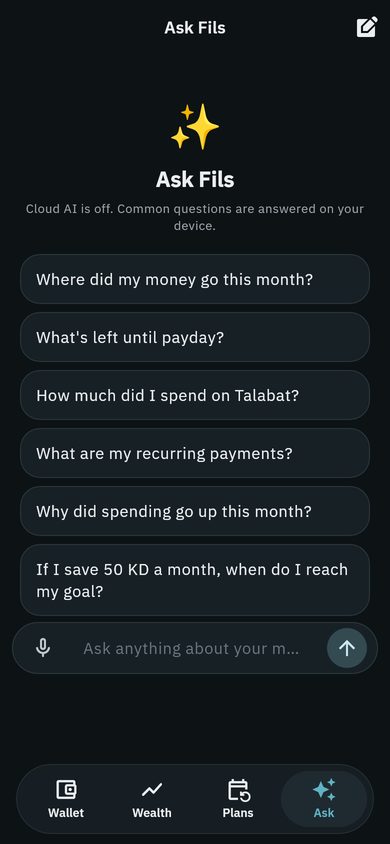 Ask Fils
Ask Fils
Cloud AI is off. Common questions are answered on your
device.
Where did my money go this month?
What's left until payday?
How much did I spend on Talabat?
What are my recurring payments?
Why did spending go up this month?
If I save 50 KD a month, when do I reach
my goal?
Ask anything about your m...
Wallet
Wealth
Plans
Ask